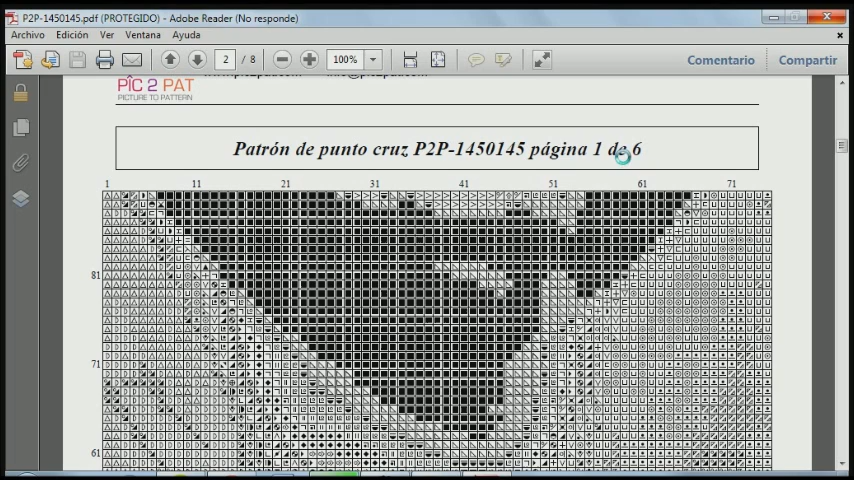 P2P-1450145.pdf (PROTEGIDO) - Adobe Reader (No responde)
Archivo Edición Ver Ventana Ayuda
2 / 8 100% Comentario Compartir
PIC 2 PAT
PICTURE TO PATTERN
Patrón de punto cruz P2P-1450145 página 1 de 6
1 11 21 31 41 51 61 71
81
71
61